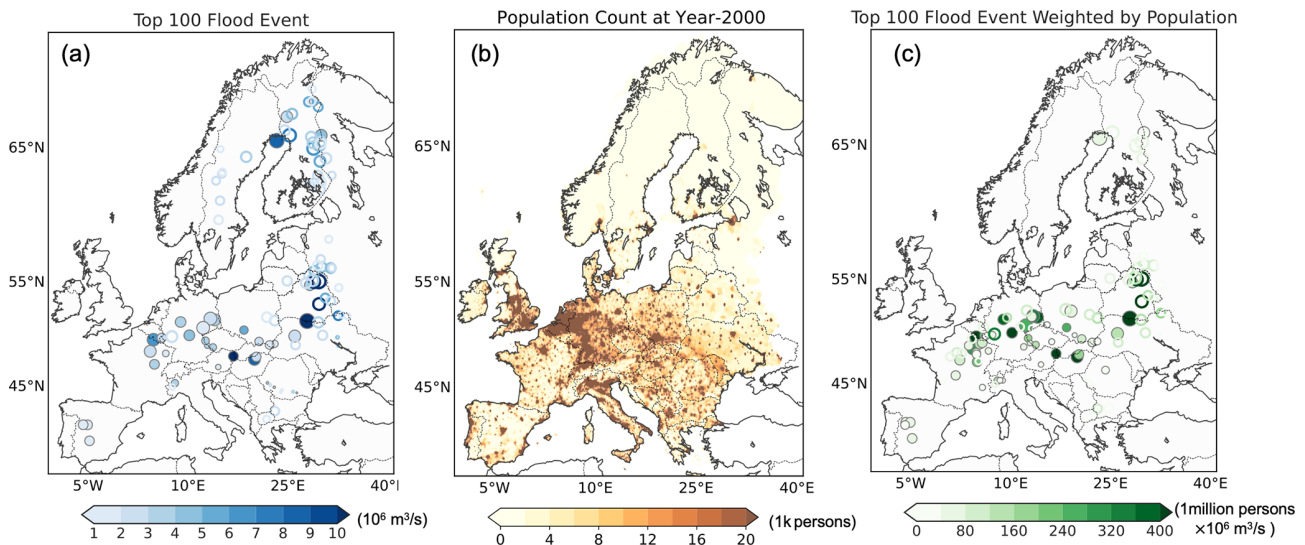 Top 100 Flood Event
(a)
65°N
55°N
45°N
5°W 10°E 25°E 40°E
1 2 3 4 5 6 7 8 9 10 (10⁶ m³/s)
Population Count at Year-2000
(b)
65°N
55°N
45°N
5°W 10°E 25°E 40°E
0 4 8 12 16 20 (1k persons)
Top 100 Flood Event Weighted by Population
(c)
65°N
55°N
45°N
5°W 10°E 25°E 40°E
0 80 160 240 320 400 (1million persons
×10⁶ m³/s )